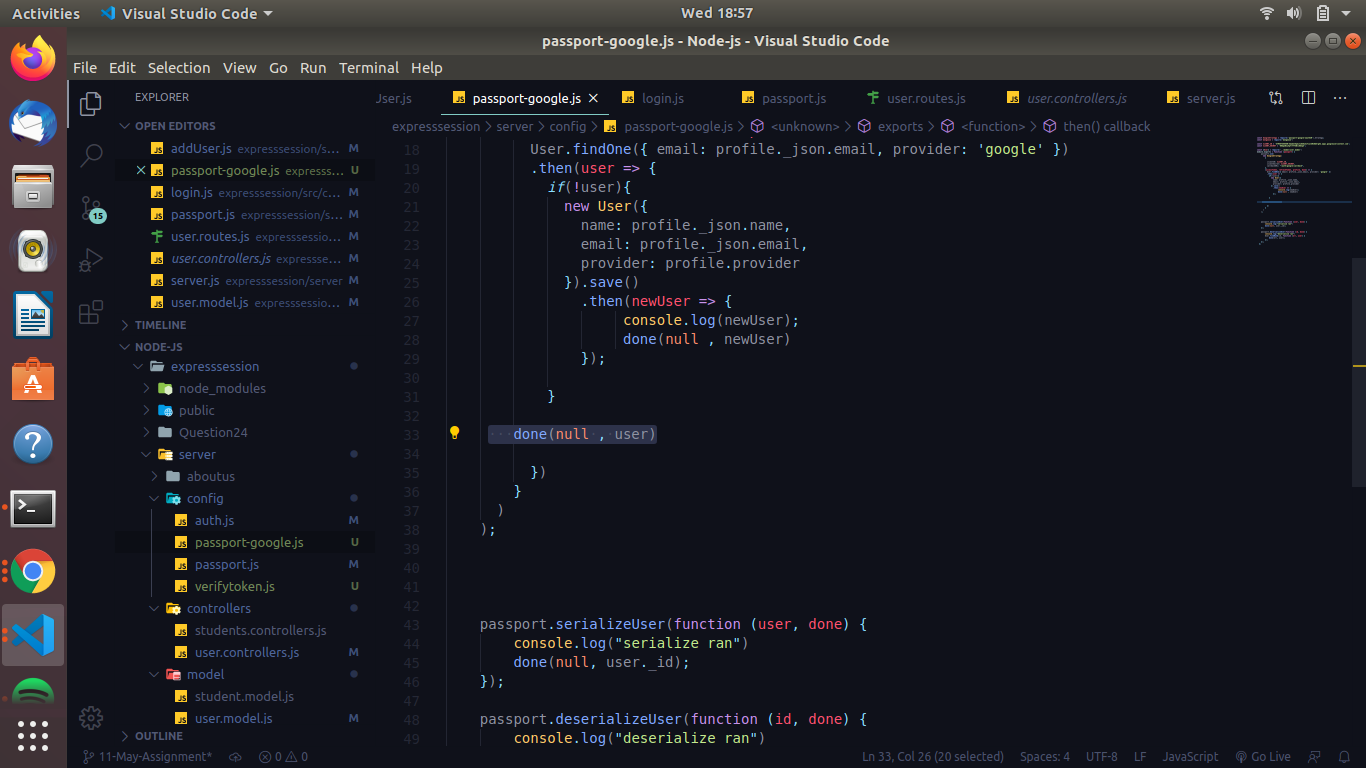 Activities Visual Studio Code Wed 18:57
passport-google.js - Node-js - Visual Studio Code
File Edit Selection View Go Run Terminal Help
EXPLORER
OPEN EDITORS
addUser.js expresssession/s... M
passport-google.js expresss... U
login.js expresssession/src/c... M
passport.js expresssession/s... M
user.routes.js expresssessio... M
user.controllers.js expressse... M
server.js expresssession/server M
user.model.js expresssessio... M
TIMELINE
NODE-JS
expresssession
node_modules
public
Question24
server
aboutus
config
auth.js M
passport-google.js U
passport.js M
verifytoken.js U
controllers
students.controllers.js
user.controllers.js M
model
student.model.js
user.model.js M
OUTLINE
15
Jser.js passport-google.js login.js passport.js user.routes.js user.controllers.js server.js
expresssession > server > config > passport-google.js > <unknown> > exports > <function> > then() callback
18 User.findOne({ email: profile._json.email, provider: 'google' })
19 .then(user => {
20 if(!user){
21 new User({
22 name: profile._json.name,
23 email: profile._json.email,
24 provider: profile.provider
25 }).save()
26 .then(newUser => {
27 console.log(newUser);
28 done(null , newUser)
29 });
30
31 }
32
33 done(null , user)
34
35 })
36 }
37 )
38 );
39
40
41
42
43 passport.serializeUser(function (user, done) {
44 console.log("serialize ran")
45 done(null, user._id);
46 });
47
48 passport.deserializeUser(function (id, done) {
49 console.log("deserialize ran")
11-May-Assignment* 0 0 Ln 33, Col 26 (20 selected) Spaces: 4 UTF-8 LF JavaScript Go Live